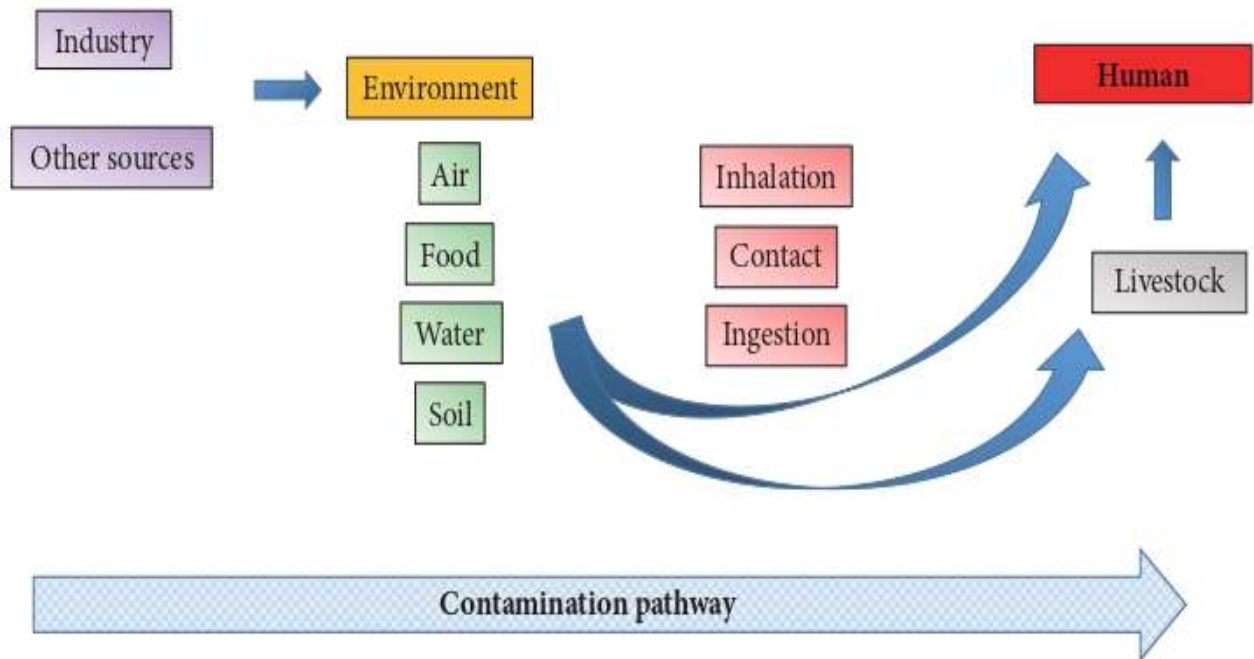 Industry
Other sources
Environment
Air
Food
Water
Soil
Inhalation
Contact
Ingestion
Human
Livestock
Contamination pathway